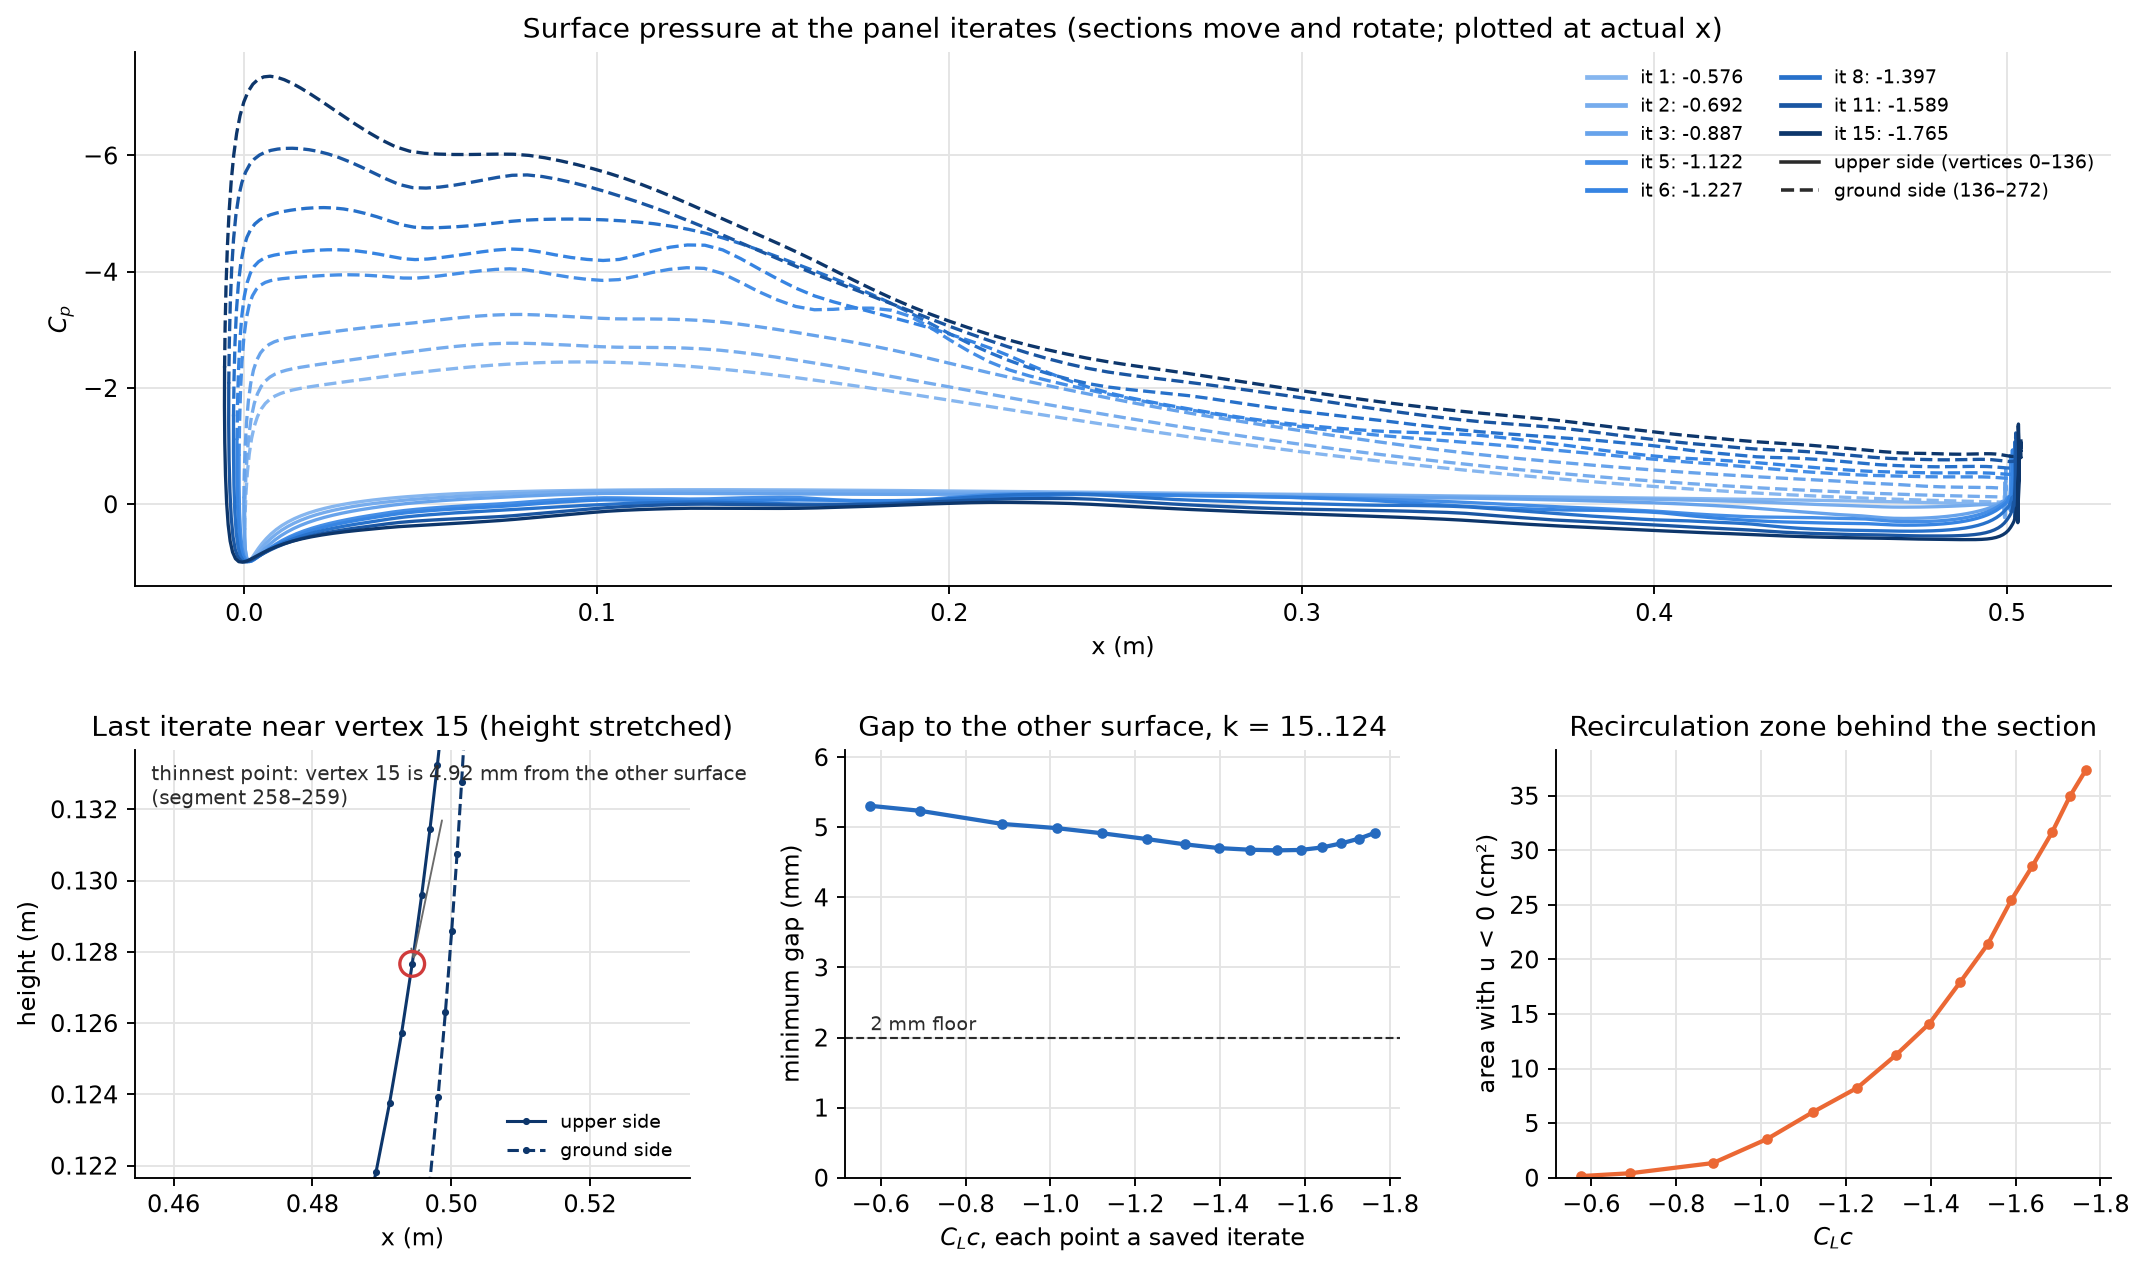 Surface pressure at the panel iterates (sections move and rotate; plotted at actual x)
it 1: -0.576
it 2: -0.692
it 3: -0.887
it 5: -1.122
it 6: -1.227
it 8: -1.397
it 11: -1.589
it 15: -1.765
upper side (vertices 0–136)
ground side (136–272)
−6
−4
−2
0
Cp
0.0 0.1 0.2 0.3 0.4 0.5
x (m)
Last iterate near vertex 15 (height stretched)
thinnest point: vertex 15 is 4.92 mm from the other surface
(segment 258–259)
0.132
0.130
0.128
0.126
0.124
0.122
height (m)
upper side
ground side
0.46 0.48 0.50 0.52
x (m)
Gap to the other surface, k = 15..124
6
5
4
3
2
1
0
minimum gap (mm)
2 mm floor
−0.6 −0.8 −1.0 −1.2 −1.4 −1.6 −1.8
CLc, each point a saved iterate
Recirculation zone behind the section
35
30
25
20
15
10
5
0
area with u < 0 (cm²)
−0.6 −0.8 −1.0 −1.2 −1.4 −1.6 −1.8
CLc